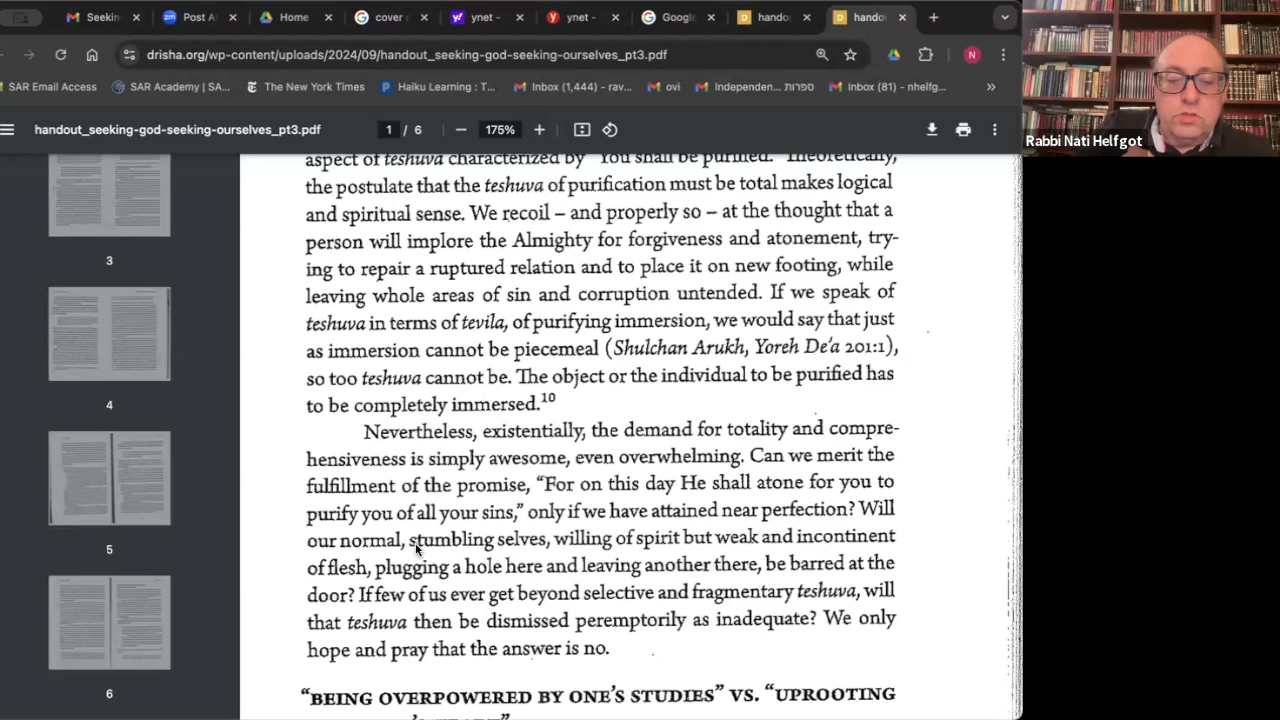 Seekin
Post A
Home
cover
ynet -
ynet -
Google
hando
hando
drisha.org/wp-content/uploads/2024/09/handout_seeking-god-seeking-ourselves_pt3.pdf
N
SAR Email Access
SAR Academy | SA...
The New York Times
Haiku Learning : T...
Inbox (1,444) – rav...
ovi
Independen... ספרות
Inbox (81) - nhelfg...
»
handout_seeking-god-seeking-ourselves_pt3.pdf
1 / 6
175%
Rabbi Nati Helfgot
3
4
5
6
aspect of teshuva characterized by "You shall be purified." Theoretically,
the postulate that the teshuva of purification must be total makes logical
and spiritual sense. We recoil – and properly so – at the thought that a
person will implore the Almighty for forgiveness and atonement, try-
ing to repair a ruptured relation and to place it on new footing, while
leaving whole areas of sin and corruption untended. If we speak of
teshuva in terms of tevila, of purifying immersion, we would say that just
as immersion cannot be piecemeal (Shulchan Arukh, Yoreh De'a 201:1),
so too teshuva cannot be. The object or the individual to be purified has
to be completely immersed.10
Nevertheless, existentially, the demand for totality and compre-
hensiveness is simply awesome, even overwhelming. Can we merit the
fulfillment of the promise, "For on this day He shall atone for you to
purify you of all your sins," only if we have attained near perfection? Will
our normal, stumbling selves, willing of spirit but weak and incontinent
of flesh, plugging a hole here and leaving another there, be barred at the
door? If few of us ever get beyond selective and fragmentary teshuva, will
that teshuva then be dismissed peremptorily as inadequate? We only
hope and pray that the answer is no.
"BEING OVERPOWERED BY ONE'S STUDIES" VS. "UPROOTING